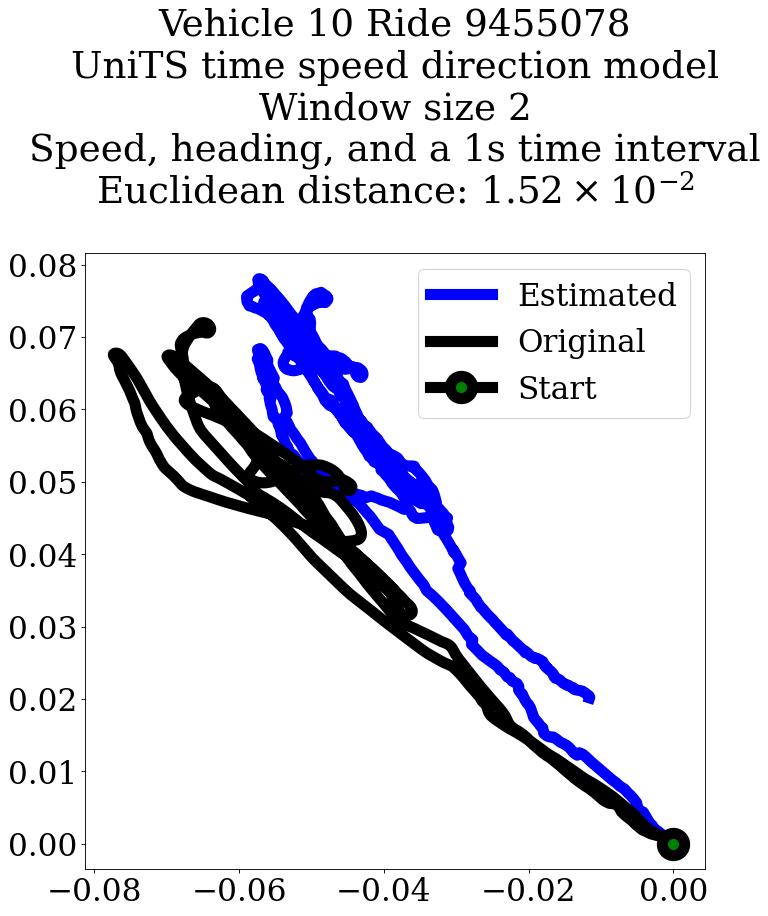 Vehicle 10 Ride 9455078
UniTS time speed direction model
Window size 2
Speed, heading, and a 1s time interval
Euclidean distance: 1.52 × 10⁻²
Estimated
Original
Start
0.08
0.07
0.06
0.05
0.04
0.03
0.02
0.01
0.00
−0.08 −0.06 −0.04 −0.02 0.00